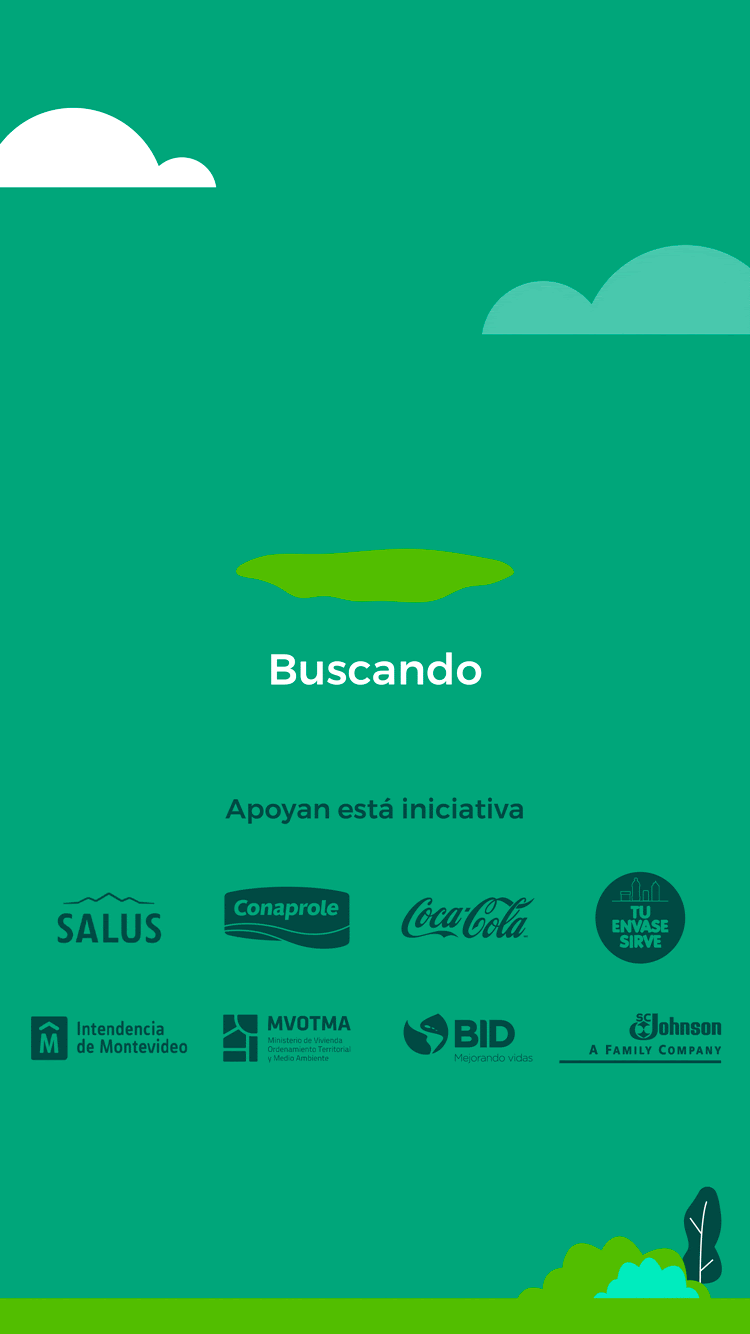 Buscando
Apoyan está iniciativa
SALUS
Conaprole
Coca-Cola
TU
ENVASE
SIRVE
Intendencia
de Montevideo
MVOTMA
Ministerio de Vivienda
Ordenamiento Territorial
y Medio Ambiente
BID
Mejorando vidas
SC Johnson
A FAMILY COMPANY